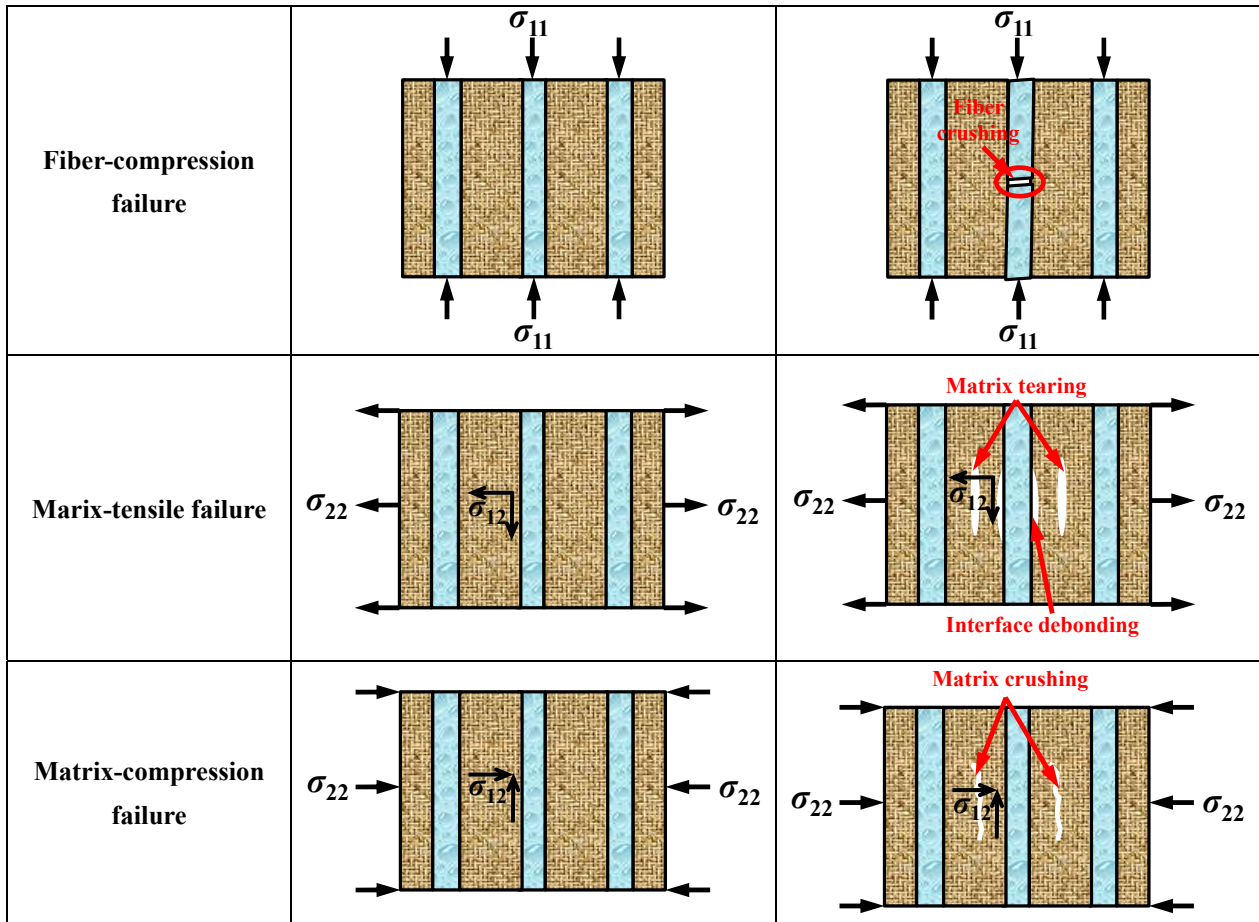 σ11
σ11
Fiber-compression
failure
Fiber
crushing
σ11
σ11
Matrix tearing
Marix-tensile failure
σ22
σ12
σ22
σ22
σ12
σ22
Interface debonding
Matrix crushing
Matrix-compression
failure
σ22
σ12
σ22
σ22
σ12
σ22